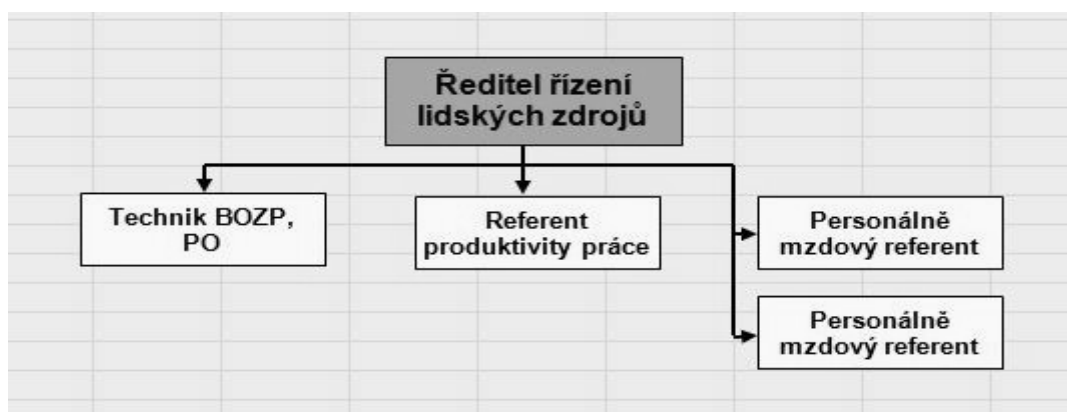 Ředitel řízení
lidských zdrojů
Technik BOZP,
PO
Referent
produktivity práce
Personálně
mzdový referent
Personálně
mzdový referent